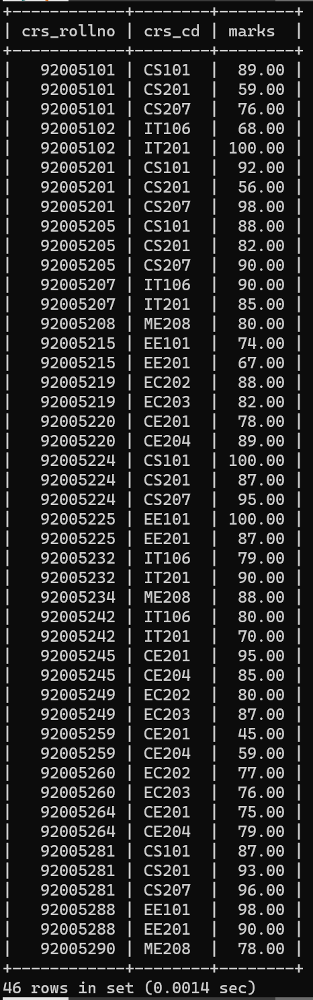 +------------+--------+--------+
| crs_rollno | crs_cd | marks  |
+------------+--------+--------+
|   92005101 | CS101  |  89.00 |
|   92005101 | CS201  |  59.00 |
|   92005101 | CS207  |  76.00 |
|   92005102 | IT106  |  68.00 |
|   92005102 | IT201  | 100.00 |
|   92005201 | CS101  |  92.00 |
|   92005201 | CS201  |  56.00 |
|   92005201 | CS207  |  98.00 |
|   92005205 | CS101  |  88.00 |
|   92005205 | CS201  |  82.00 |
|   92005205 | CS207  |  90.00 |
|   92005207 | IT106  |  90.00 |
|   92005207 | IT201  |  85.00 |
|   92005208 | ME208  |  80.00 |
|   92005215 | EE101  |  74.00 |
|   92005215 | EE201  |  67.00 |
|   92005219 | EC202  |  88.00 |
|   92005219 | EC203  |  82.00 |
|   92005220 | CE201  |  78.00 |
|   92005220 | CE204  |  89.00 |
|   92005224 | CS101  | 100.00 |
|   92005224 | CS201  |  87.00 |
|   92005224 | CS207  |  95.00 |
|   92005225 | EE101  | 100.00 |
|   92005225 | EE201  |  87.00 |
|   92005232 | IT106  |  79.00 |
|   92005232 | IT201  |  90.00 |
|   92005234 | ME208  |  88.00 |
|   92005242 | IT106  |  80.00 |
|   92005242 | IT201  |  70.00 |
|   92005245 | CE201  |  95.00 |
|   92005245 | CE204  |  85.00 |
|   92005249 | EC202  |  80.00 |
|   92005249 | EC203  |  87.00 |
|   92005259 | CE201  |  45.00 |
|   92005259 | CE204  |  59.00 |
|   92005260 | EC202  |  77.00 |
|   92005260 | EC203  |  76.00 |
|   92005264 | CE201  |  75.00 |
|   92005264 | CE204  |  79.00 |
|   92005281 | CS101  |  87.00 |
|   92005281 | CS201  |  93.00 |
|   92005281 | CS207  |  96.00 |
|   92005288 | EE101  |  98.00 |
|   92005288 | EE201  |  90.00 |
|   92005290 | ME208  |  78.00 |
+------------+--------+--------+
46 rows in set (0.0014 sec)